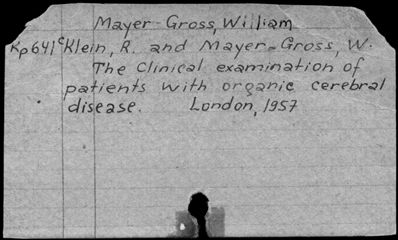 Mayer-Gross, William
Kp641c Klein, R. and Mayer-Gross, W.
The Clinical examination of
patients with organic cerebral
disease. London, 1957